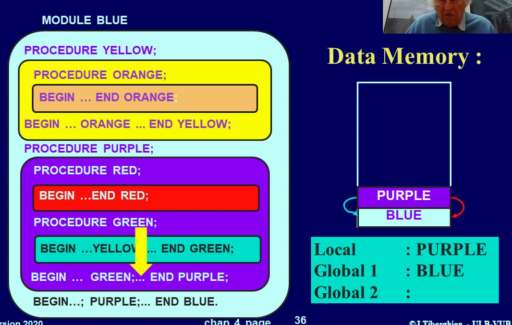 MODULE BLUE
PROCEDURE YELLOW;
PROCEDURE ORANGE;
BEGIN ... END ORANGE
BEGIN ... ORANGE ... END YELLOW;
PROCEDURE PURPLE;
PROCEDURE RED;
BEGIN ...END RED;
PROCEDURE GREEN;
BEGIN ...YELLOW ... END GREEN;
BEGIN ... GREEN;... END PURPLE;
BEGIN...; PURPLE;... END BLUE.
Data Memory :
PURPLE
BLUE
Local : PURPLE
Global 1 : BLUE
Global 2 :
2020
chap 4 page 36
©J.Tiberghien - ULB-VUB